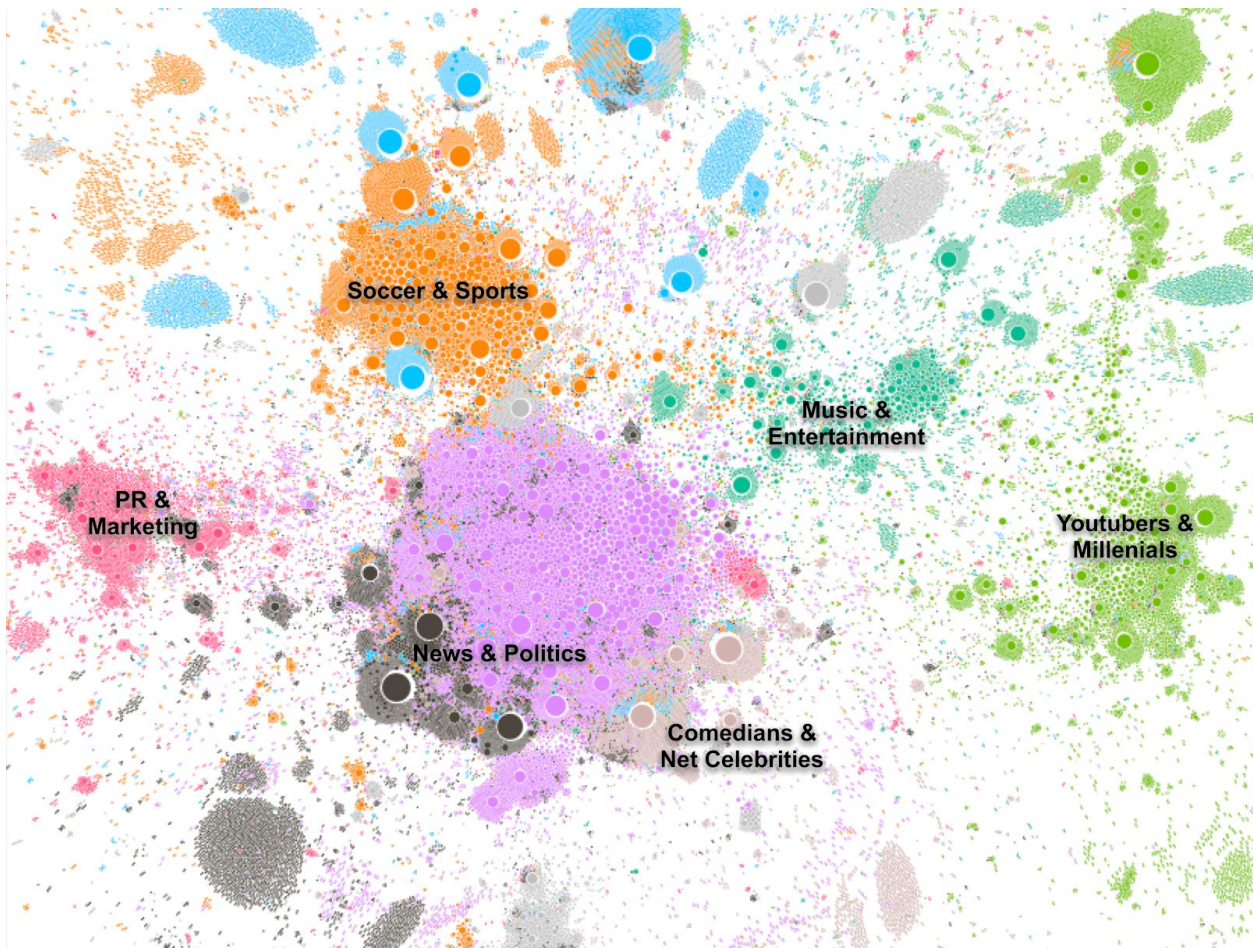 Soccer & Sports
Music &
Entertainment
PR &
Marketing
Youtubers &
Millenials
News & Politics
Comedians &
Net Celebrities